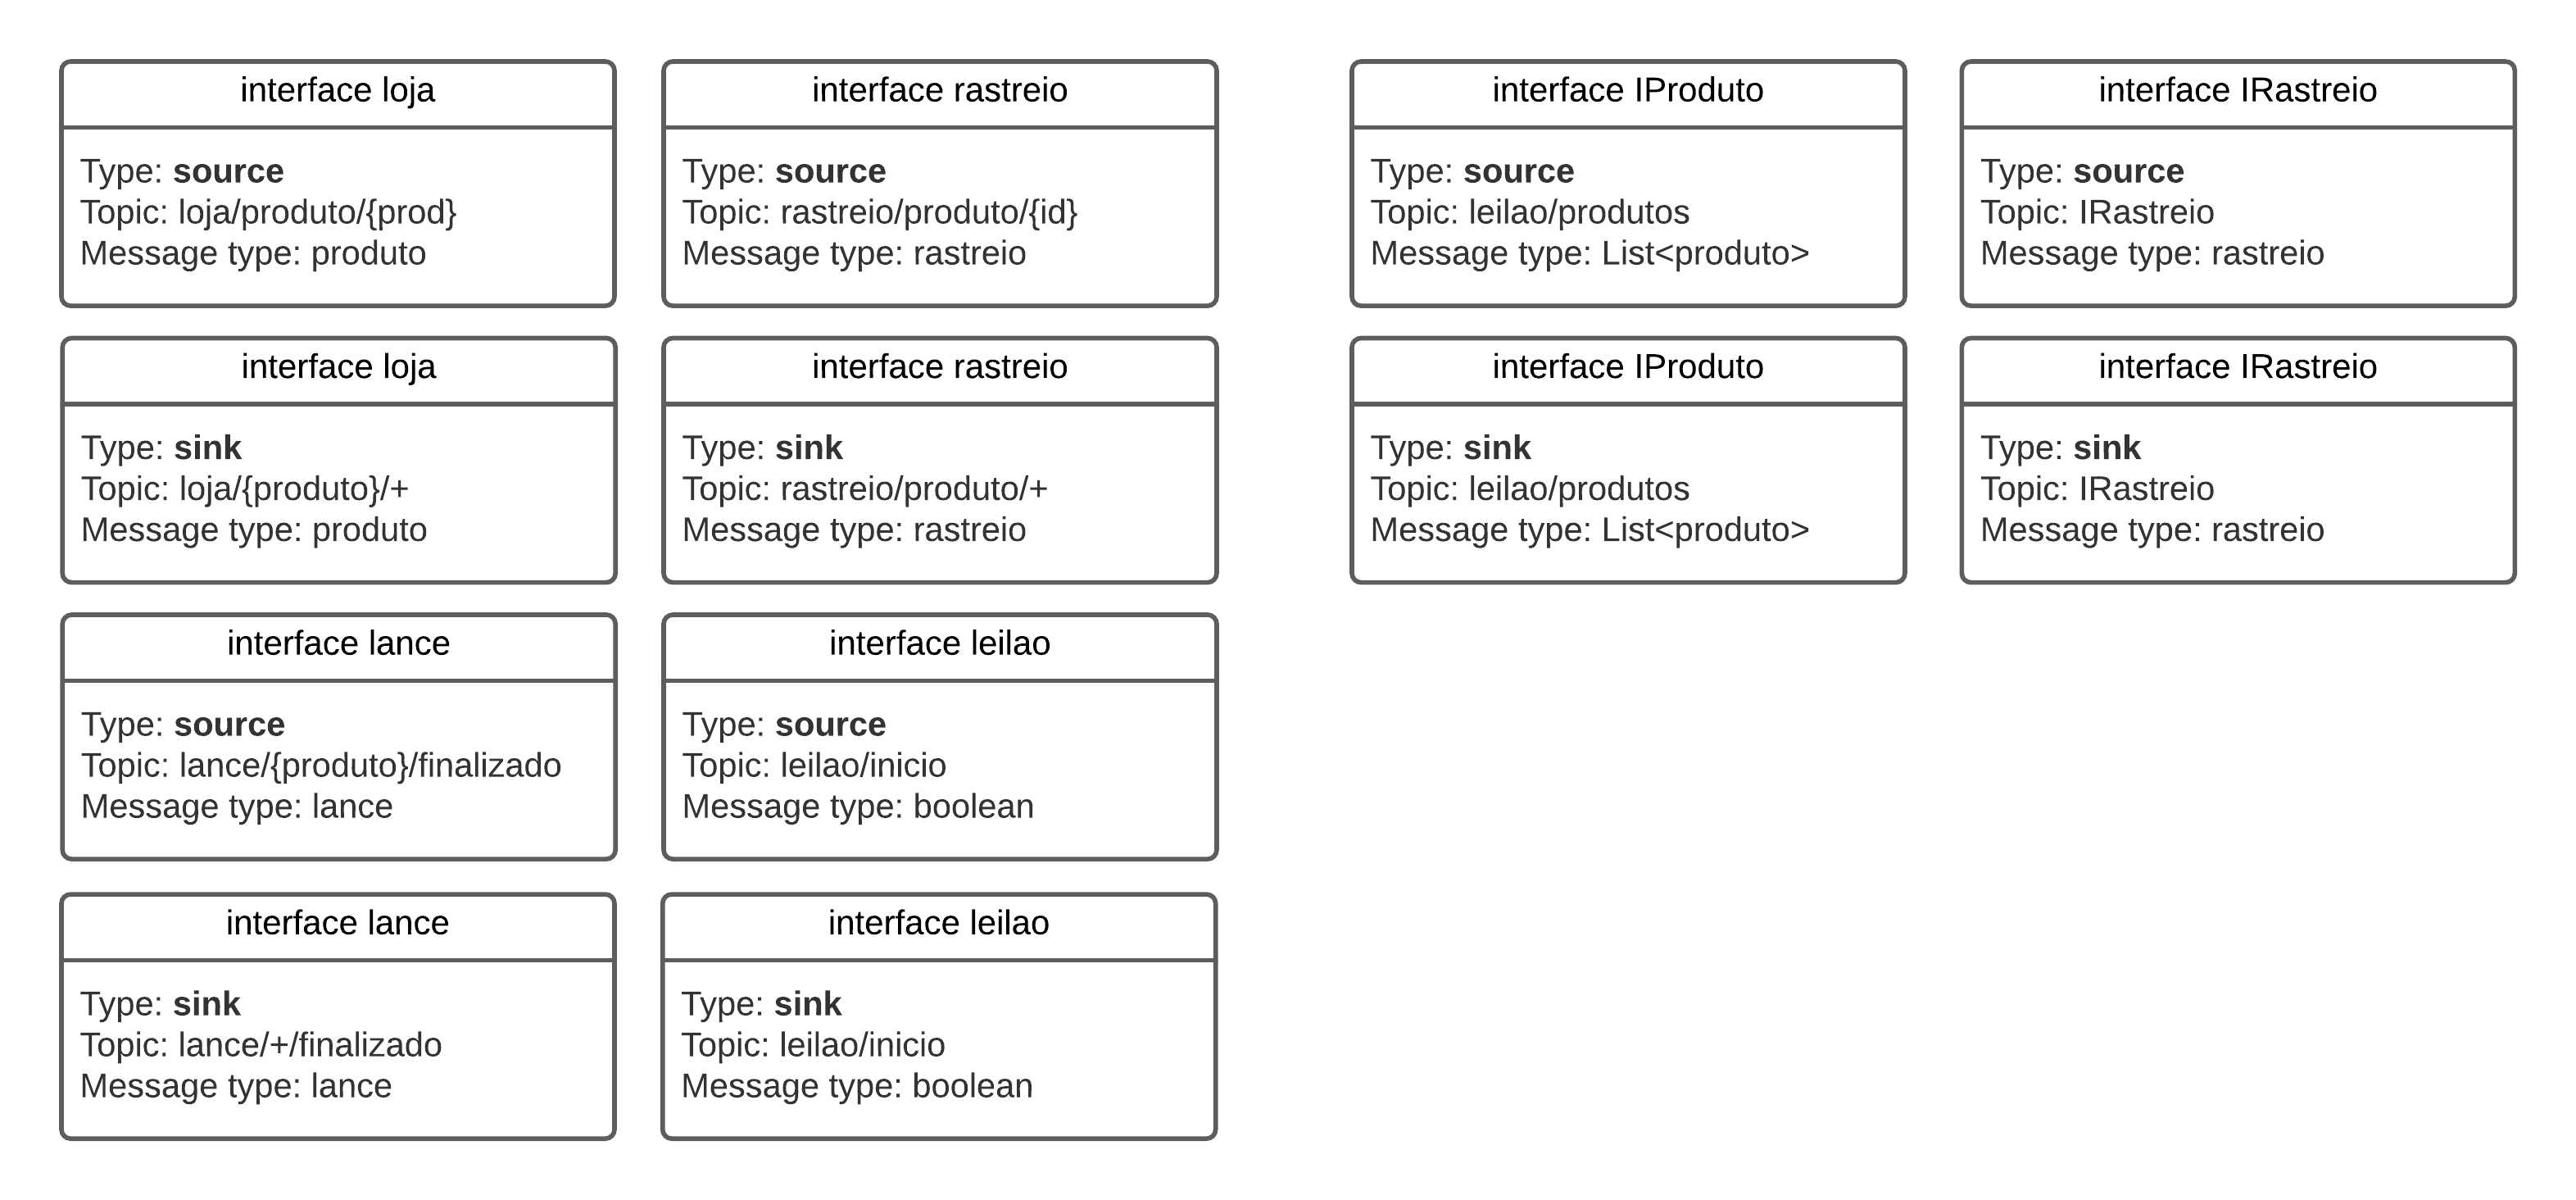 interface loja
Type: source
Topic: loja/produto/{prod}
Message type: produto
interface rastreio
Type: source
Topic: rastreio/produto/{id}
Message type: rastreio
interface IProduto
Type: source
Topic: leilao/produtos
Message type: List<produto>
interface IRastreio
Type: source
Topic: IRastreio
Message type: rastreio
interface loja
Type: sink
Topic: loja/{produto}/+
Message type: produto
interface rastreio
Type: sink
Topic: rastreio/produto/+
Message type: rastreio
interface IProduto
Type: sink
Topic: leilao/produtos
Message type: List<produto>
interface IRastreio
Type: sink
Topic: IRastreio
Message type: rastreio
interface lance
Type: source
Topic: lance/{produto}/finalizado
Message type: lance
interface leilao
Type: source
Topic: leilao/inicio
Message type: boolean
interface lance
Type: sink
Topic: lance/+/finalizado
Message type: lance
interface leilao
Type: sink
Topic: leilao/inicio
Message type: boolean